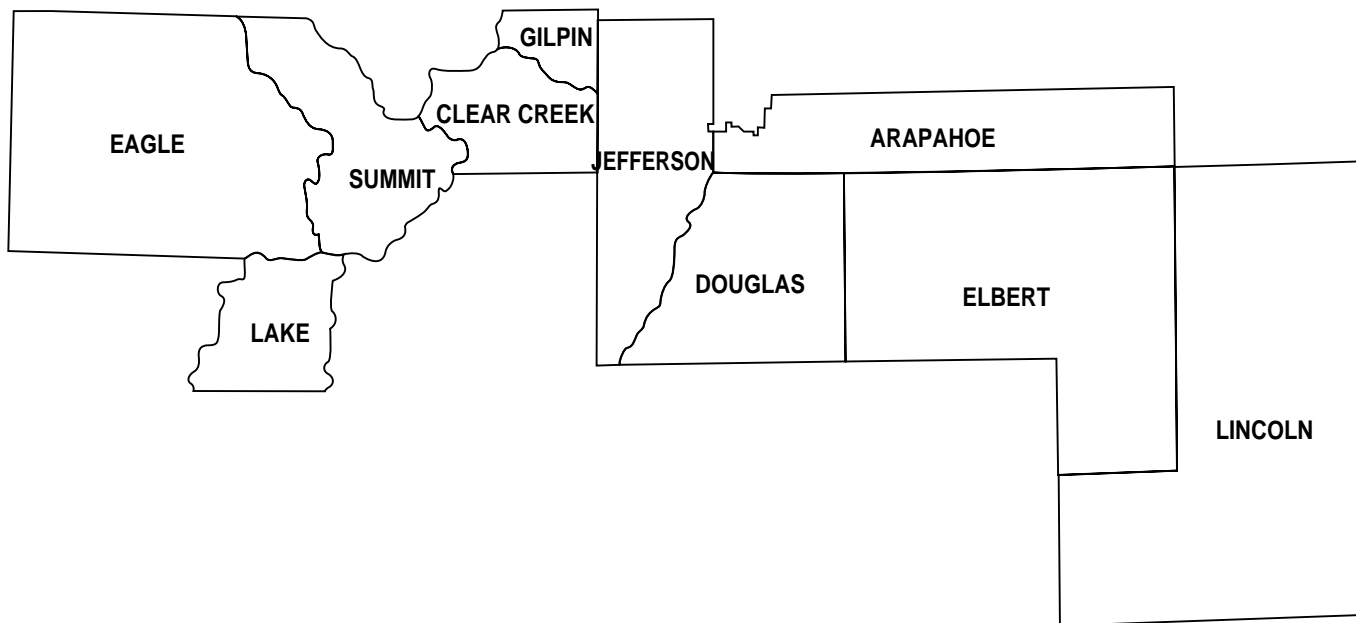 GILPIN
CLEAR CREEK
EAGLE
ARAPAHOE
JEFFERSON
SUMMIT
DOUGLAS
ELBERT
LAKE
LINCOLN